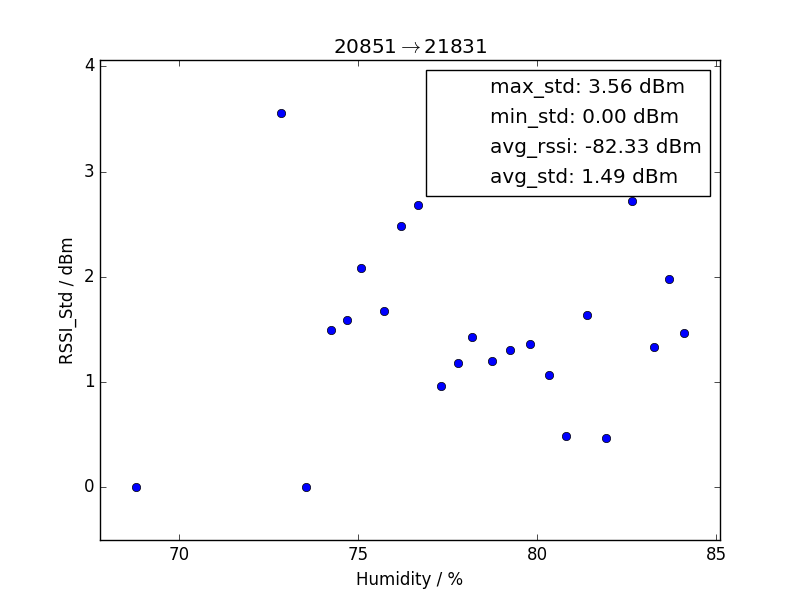 20851→21831
max_std: 3.56 dBm
min_std: 0.00 dBm
avg_rssi: -82.33 dBm
avg_std: 1.49 dBm
4
3
2
1
0
RSSI_Std / dBm
70 75 80 85
Humidity / %